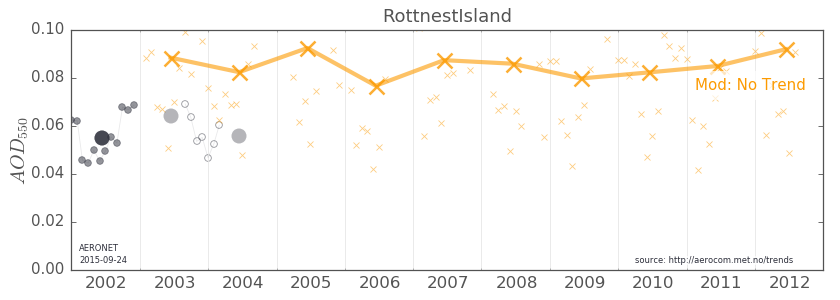 RottnestIsland
0.10
0.08
0.06
0.04
0.02
0.00
AOD550
Mod: No Trend
AERONET
2015-09-24
source: http://aerocom.met.no/trends
2002 2003 2004 2005 2006 2007 2008 2009 2010 2011 2012